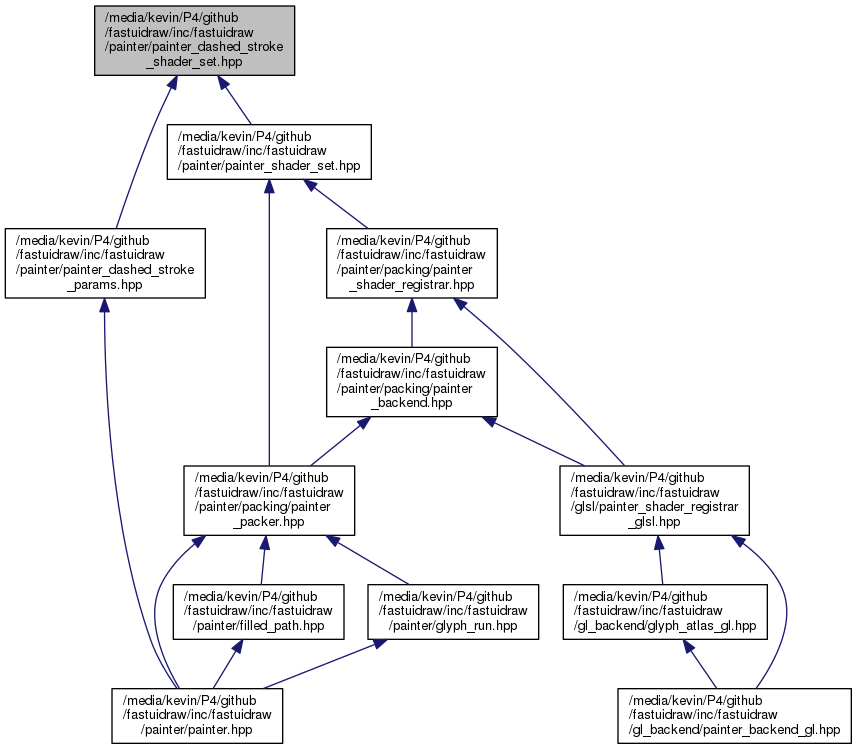 /media/kevin/P4/github
/fastuidraw/inc/fastuidraw
/painter/painter_dashed_stroke
_shader_set.hpp
/media/kevin/P4/github
/fastuidraw/inc/fastuidraw
/painter/painter_shader_set.hpp
/media/kevin/P4/github
/fastuidraw/inc/fastuidraw
/painter/painter_dashed_stroke
_params.hpp
/media/kevin/P4/github
/fastuidraw/inc/fastuidraw
/painter/packing/painter
_shader_registrar.hpp
/media/kevin/P4/github
/fastuidraw/inc/fastuidraw
/painter/packing/painter
_backend.hpp
/media/kevin/P4/github
/fastuidraw/inc/fastuidraw
/painter/packing/painter
_packer.hpp
/media/kevin/P4/github
/fastuidraw/inc/fastuidraw
/glsl/painter_shader_registrar
_glsl.hpp
/media/kevin/P4/github
/fastuidraw/inc/fastuidraw
/painter/filled_path.hpp
/media/kevin/P4/github
/fastuidraw/inc/fastuidraw
/painter/glyph_run.hpp
/media/kevin/P4/github
/fastuidraw/inc/fastuidraw
/gl_backend/glyph_atlas_gl.hpp
/media/kevin/P4/github
/fastuidraw/inc/fastuidraw
/painter/painter.hpp
/media/kevin/P4/github
/fastuidraw/inc/fastuidraw
/gl_backend/painter_backend_gl.hpp